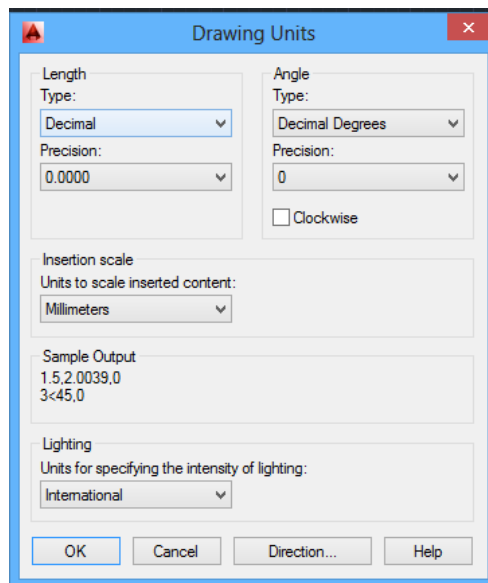 Drawing Units
Length
Type:
Decimal
Precision:
0.0000
Angle
Type:
Decimal Degrees
Precision:
0
Clockwise
Insertion scale
Units to scale inserted content:
Millimeters
Sample Output
1.5,2.0039,0
3<45,0
Lighting
Units for specifying the intensity of lighting:
International
OK Cancel Direction... Help